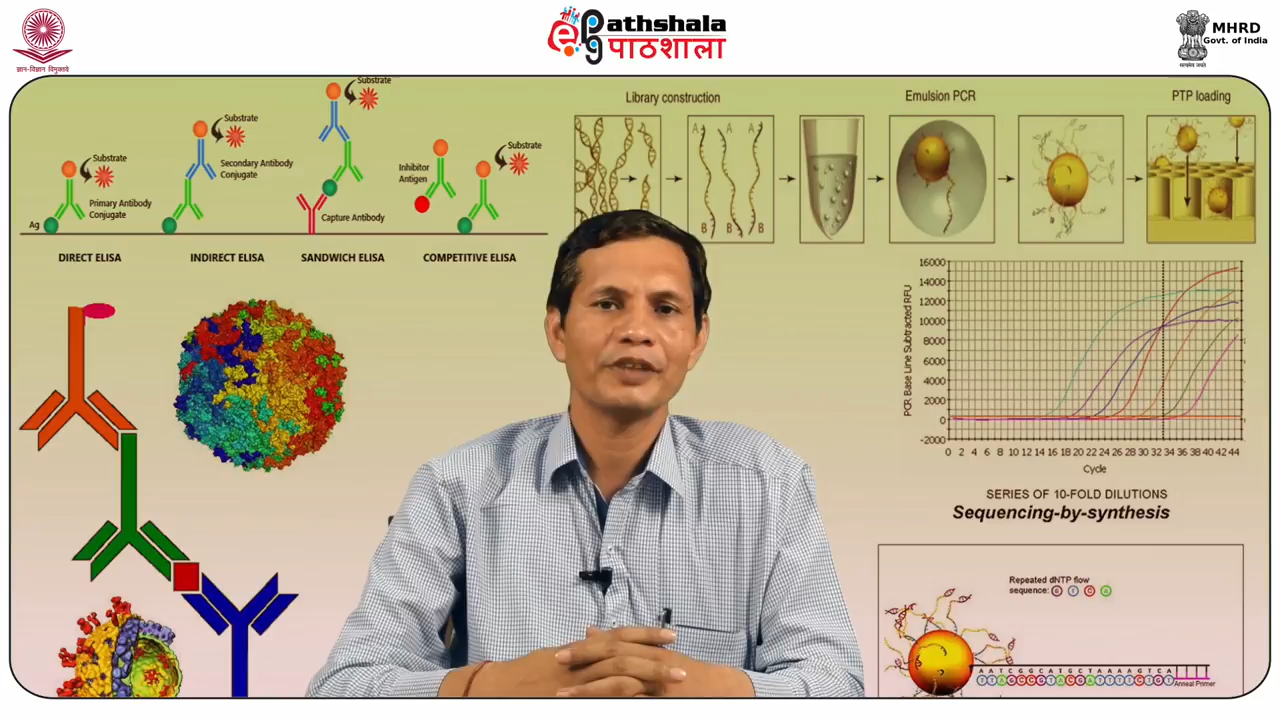 ज्ञान-विज्ञान विमुक्तये
ePathshala
पाठशाला
MHRD
Govt. of India
सत्यमेव जयते
Substrate
Substrate
Secondary Antibody
Conjugate
Substrate
Primary Antibody
Conjugate
Ag
Capture Antibody
Inhibitor
Antigen
Substrate
DIRECT ELISA
INDIRECT ELISA
SANDWICH ELISA
COMPETITIVE ELISA
Library construction
Emulsion PCR
PTP loading
A A A
B B B
PCR Base Line Subtracted RFU
16000
14000
12000
10000
8000
6000
4000
2000
0
-2000
0 2 4 6 8 10 12 14 16 18 20 22 24 26 28 30 32 34 36 38 40 42 44
Cycle
SERIES OF 10-FOLD DILUTIONS
Sequencing-by-synthesis
Repeated dNTP flow
sequence: G T C A
A A T C G G C A T G C T A A A A G T C A
Anneal Primer